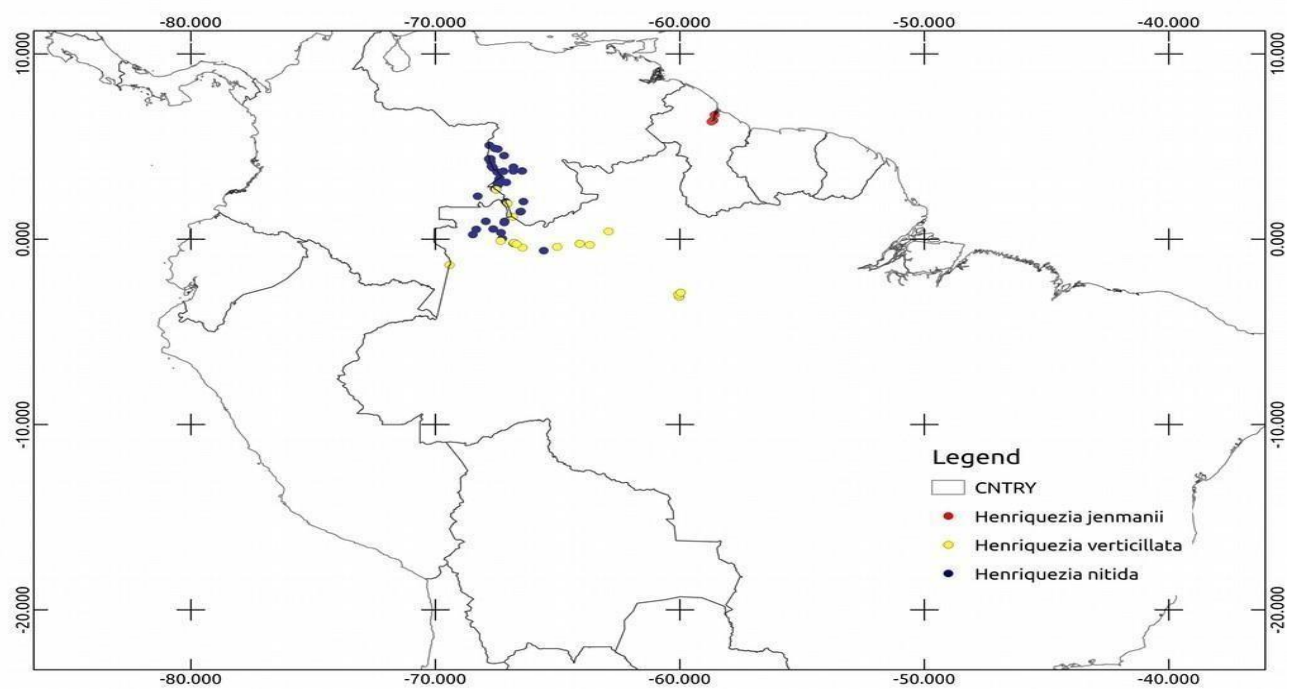 -80.000 -70.000 -60.000 -50.000 -40.000
10.000 10.000
0.000 0.000
-10.000 -10.000
-20.000 -20.000
Legend
CNTRY
Henriquezia jenmanii
Henriquezia verticillata
Henriquezia nitida
-80.000 -70.000 -60.000 -50.000 -40.000